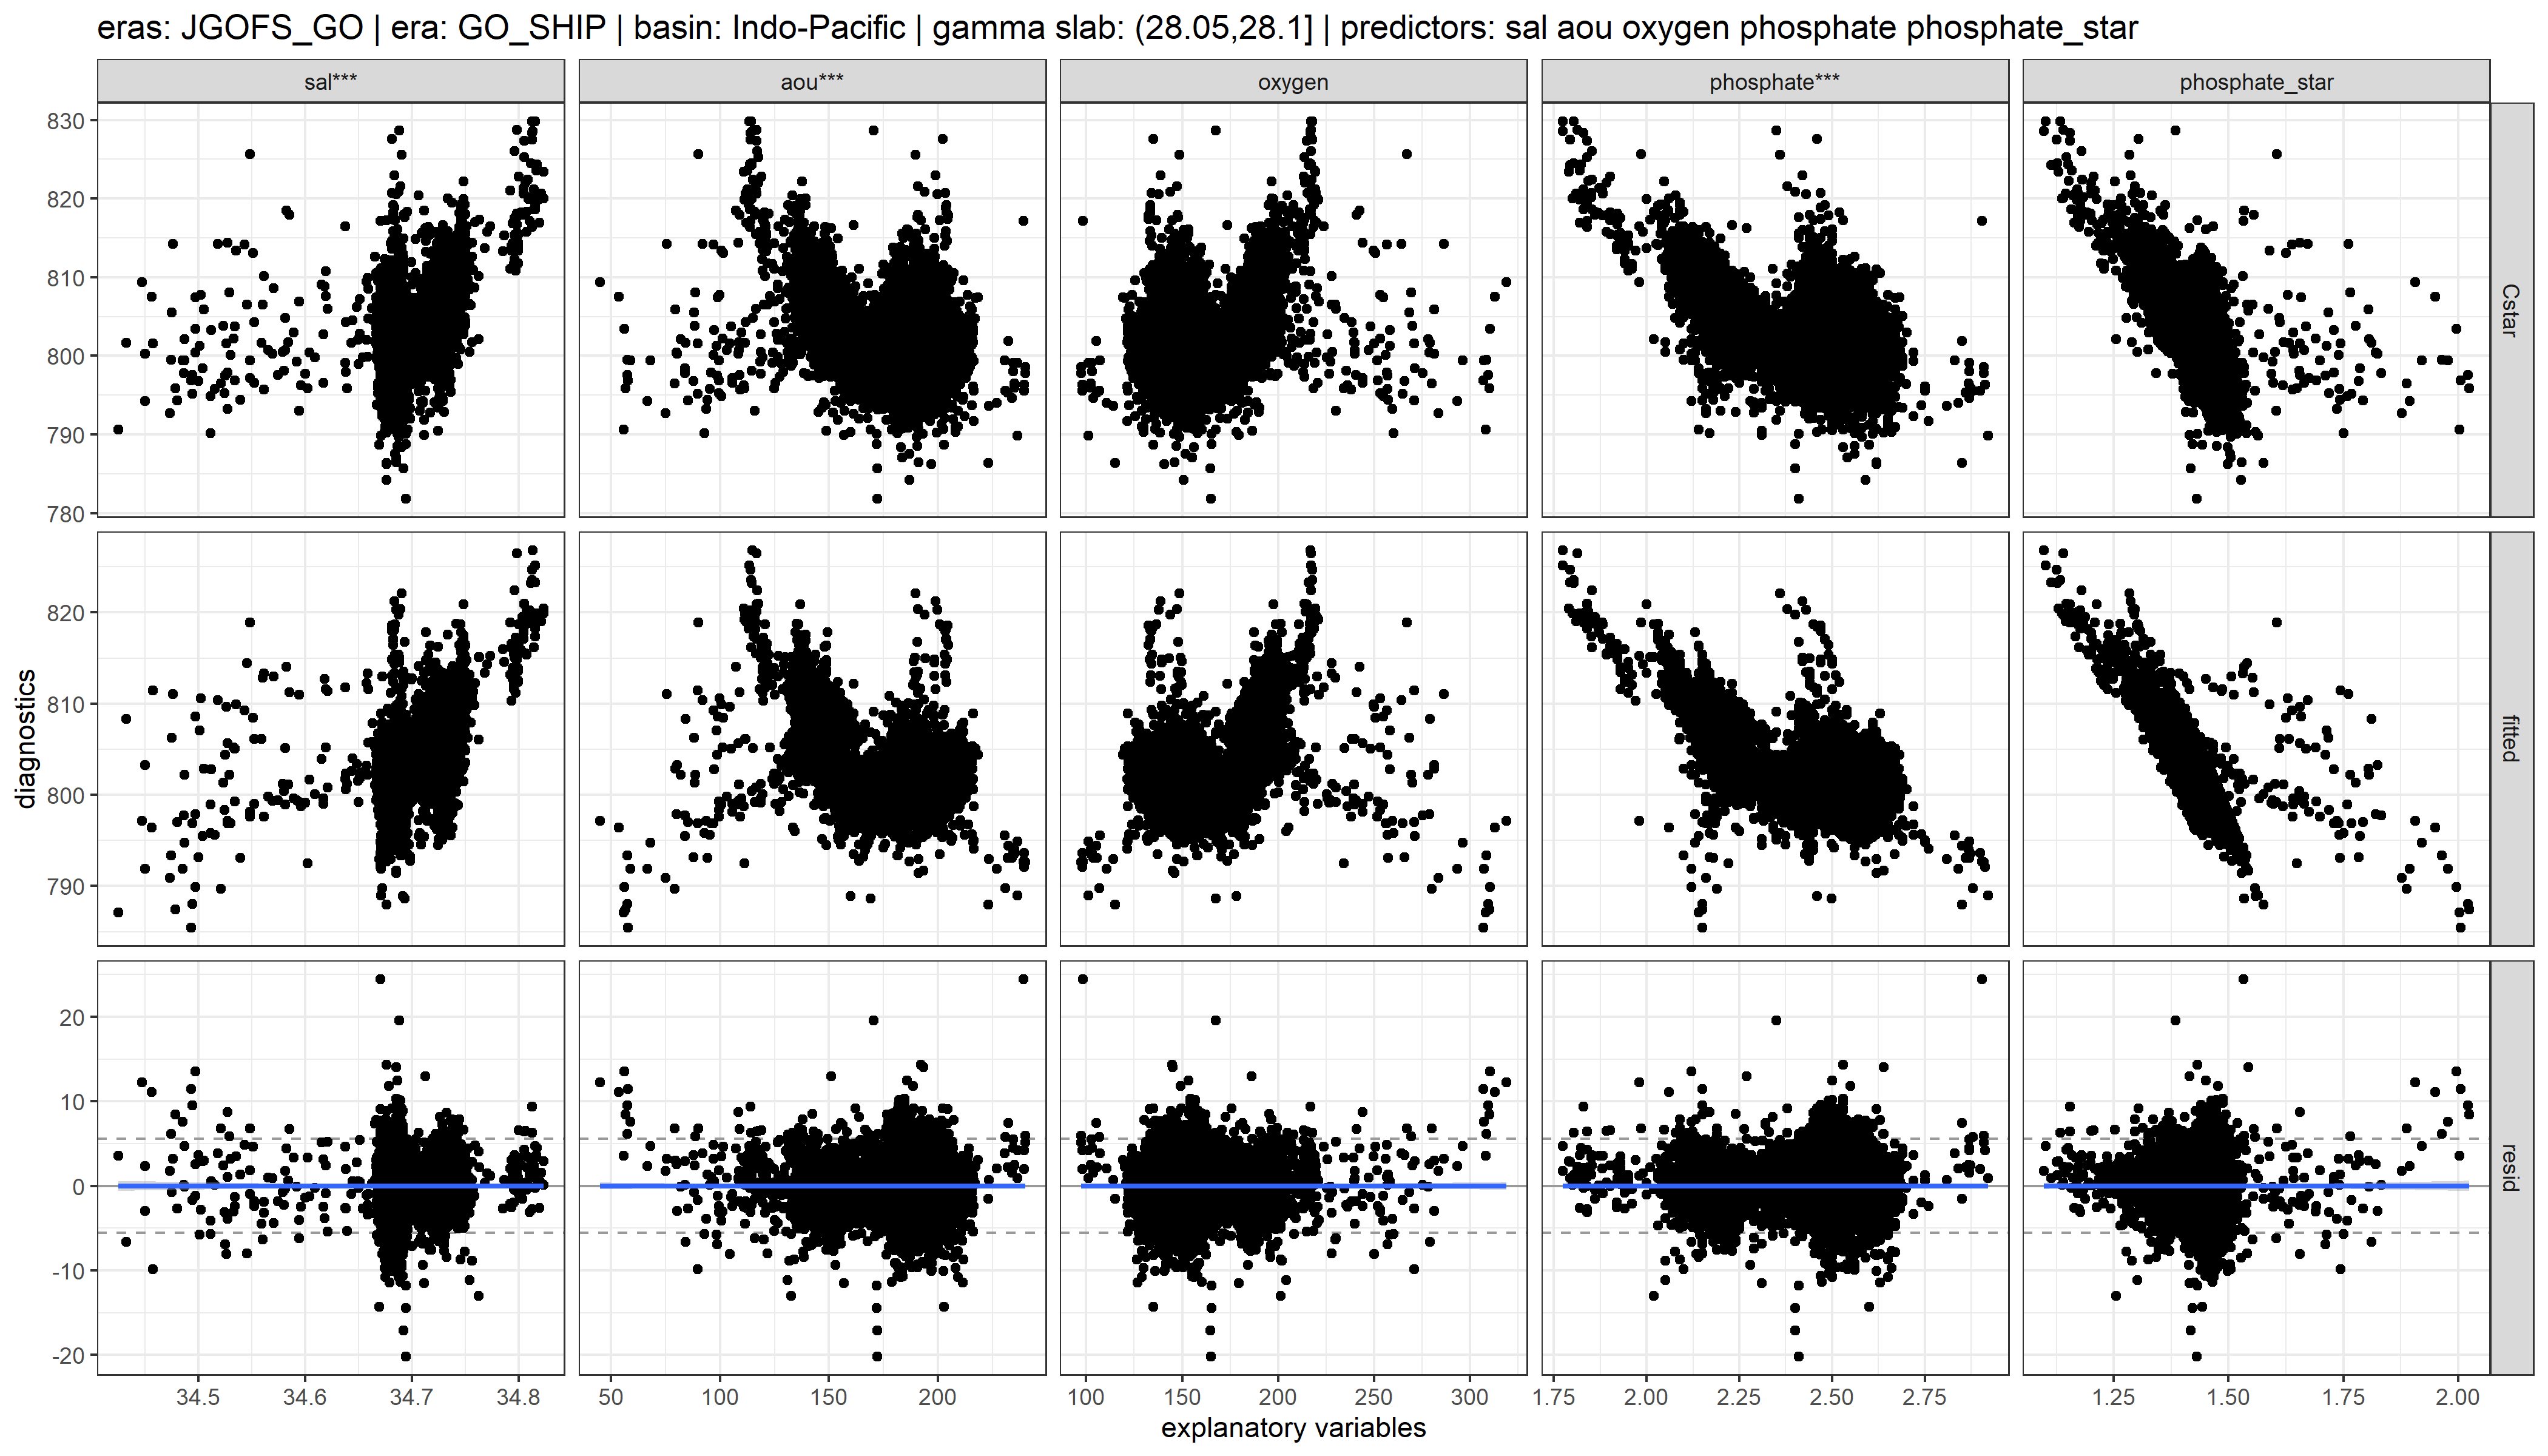 eras: JGOFS_GO | era: GO_SHIP | basin: Indo-Pacific | gamma slab: (28.05,28.1] | predictors: sal aou oxygen phosphate phosphate_star
sal*** aou*** oxygen phosphate*** phosphate_star
830
820
810
800
790
780
Cstar
820
810
800
790
fitted
diagnostics
20
10
0
-10
-20
resid
34.5 34.6 34.7 34.8 50 100 150 200 100 150 200 250 300 1.75 2.00 2.25 2.50 2.75 1.25 1.50 1.75 2.00
explanatory variables